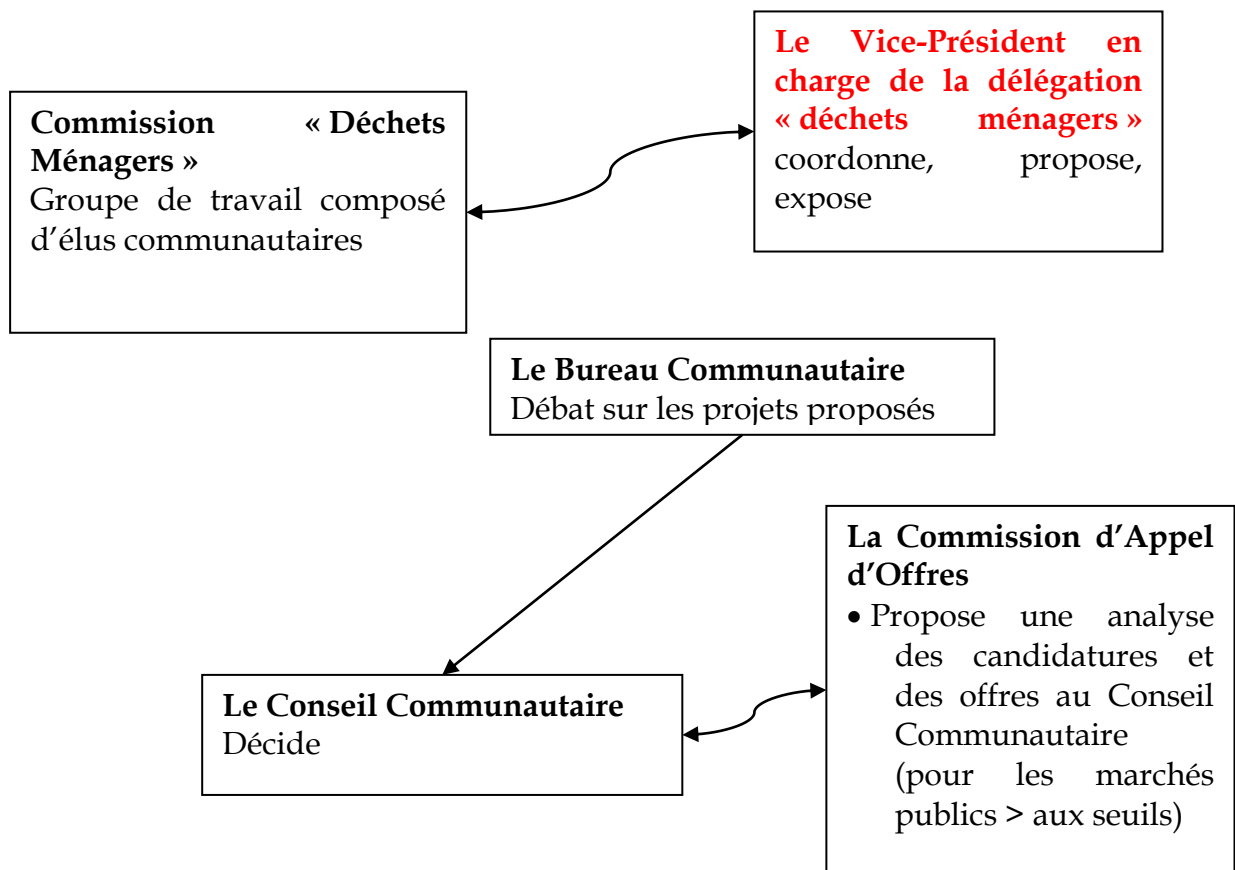 Le Vice-Président en
charge de la délégation
« déchets ménagers »
coordonne, propose,
expose
Commission « Déchets
Ménagers »
Groupe de travail composé
d’élus communautaires
Le Bureau Communautaire
Débat sur les projets proposés
La Commission d’Appel
d’Offres
• Propose une analyse
des candidatures et
des offres au Conseil
Communautaire
(pour les marchés
publics > aux seuils)
Le Conseil Communautaire
Décide